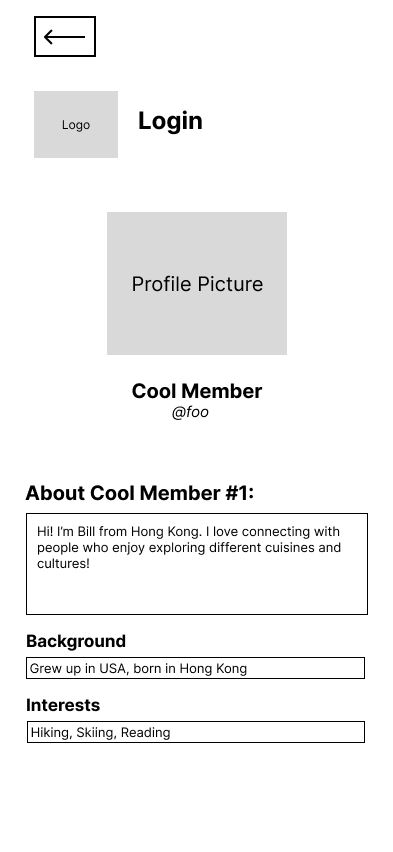 Logo
Login
Profile Picture
Cool Member
@foo
About Cool Member #1:
Hi! I’m Bill from Hong Kong. I love connecting with
people who enjoy exploring different cuisines and
cultures!
Background
Grew up in USA, born in Hong Kong
Interests
Hiking, Skiing, Reading